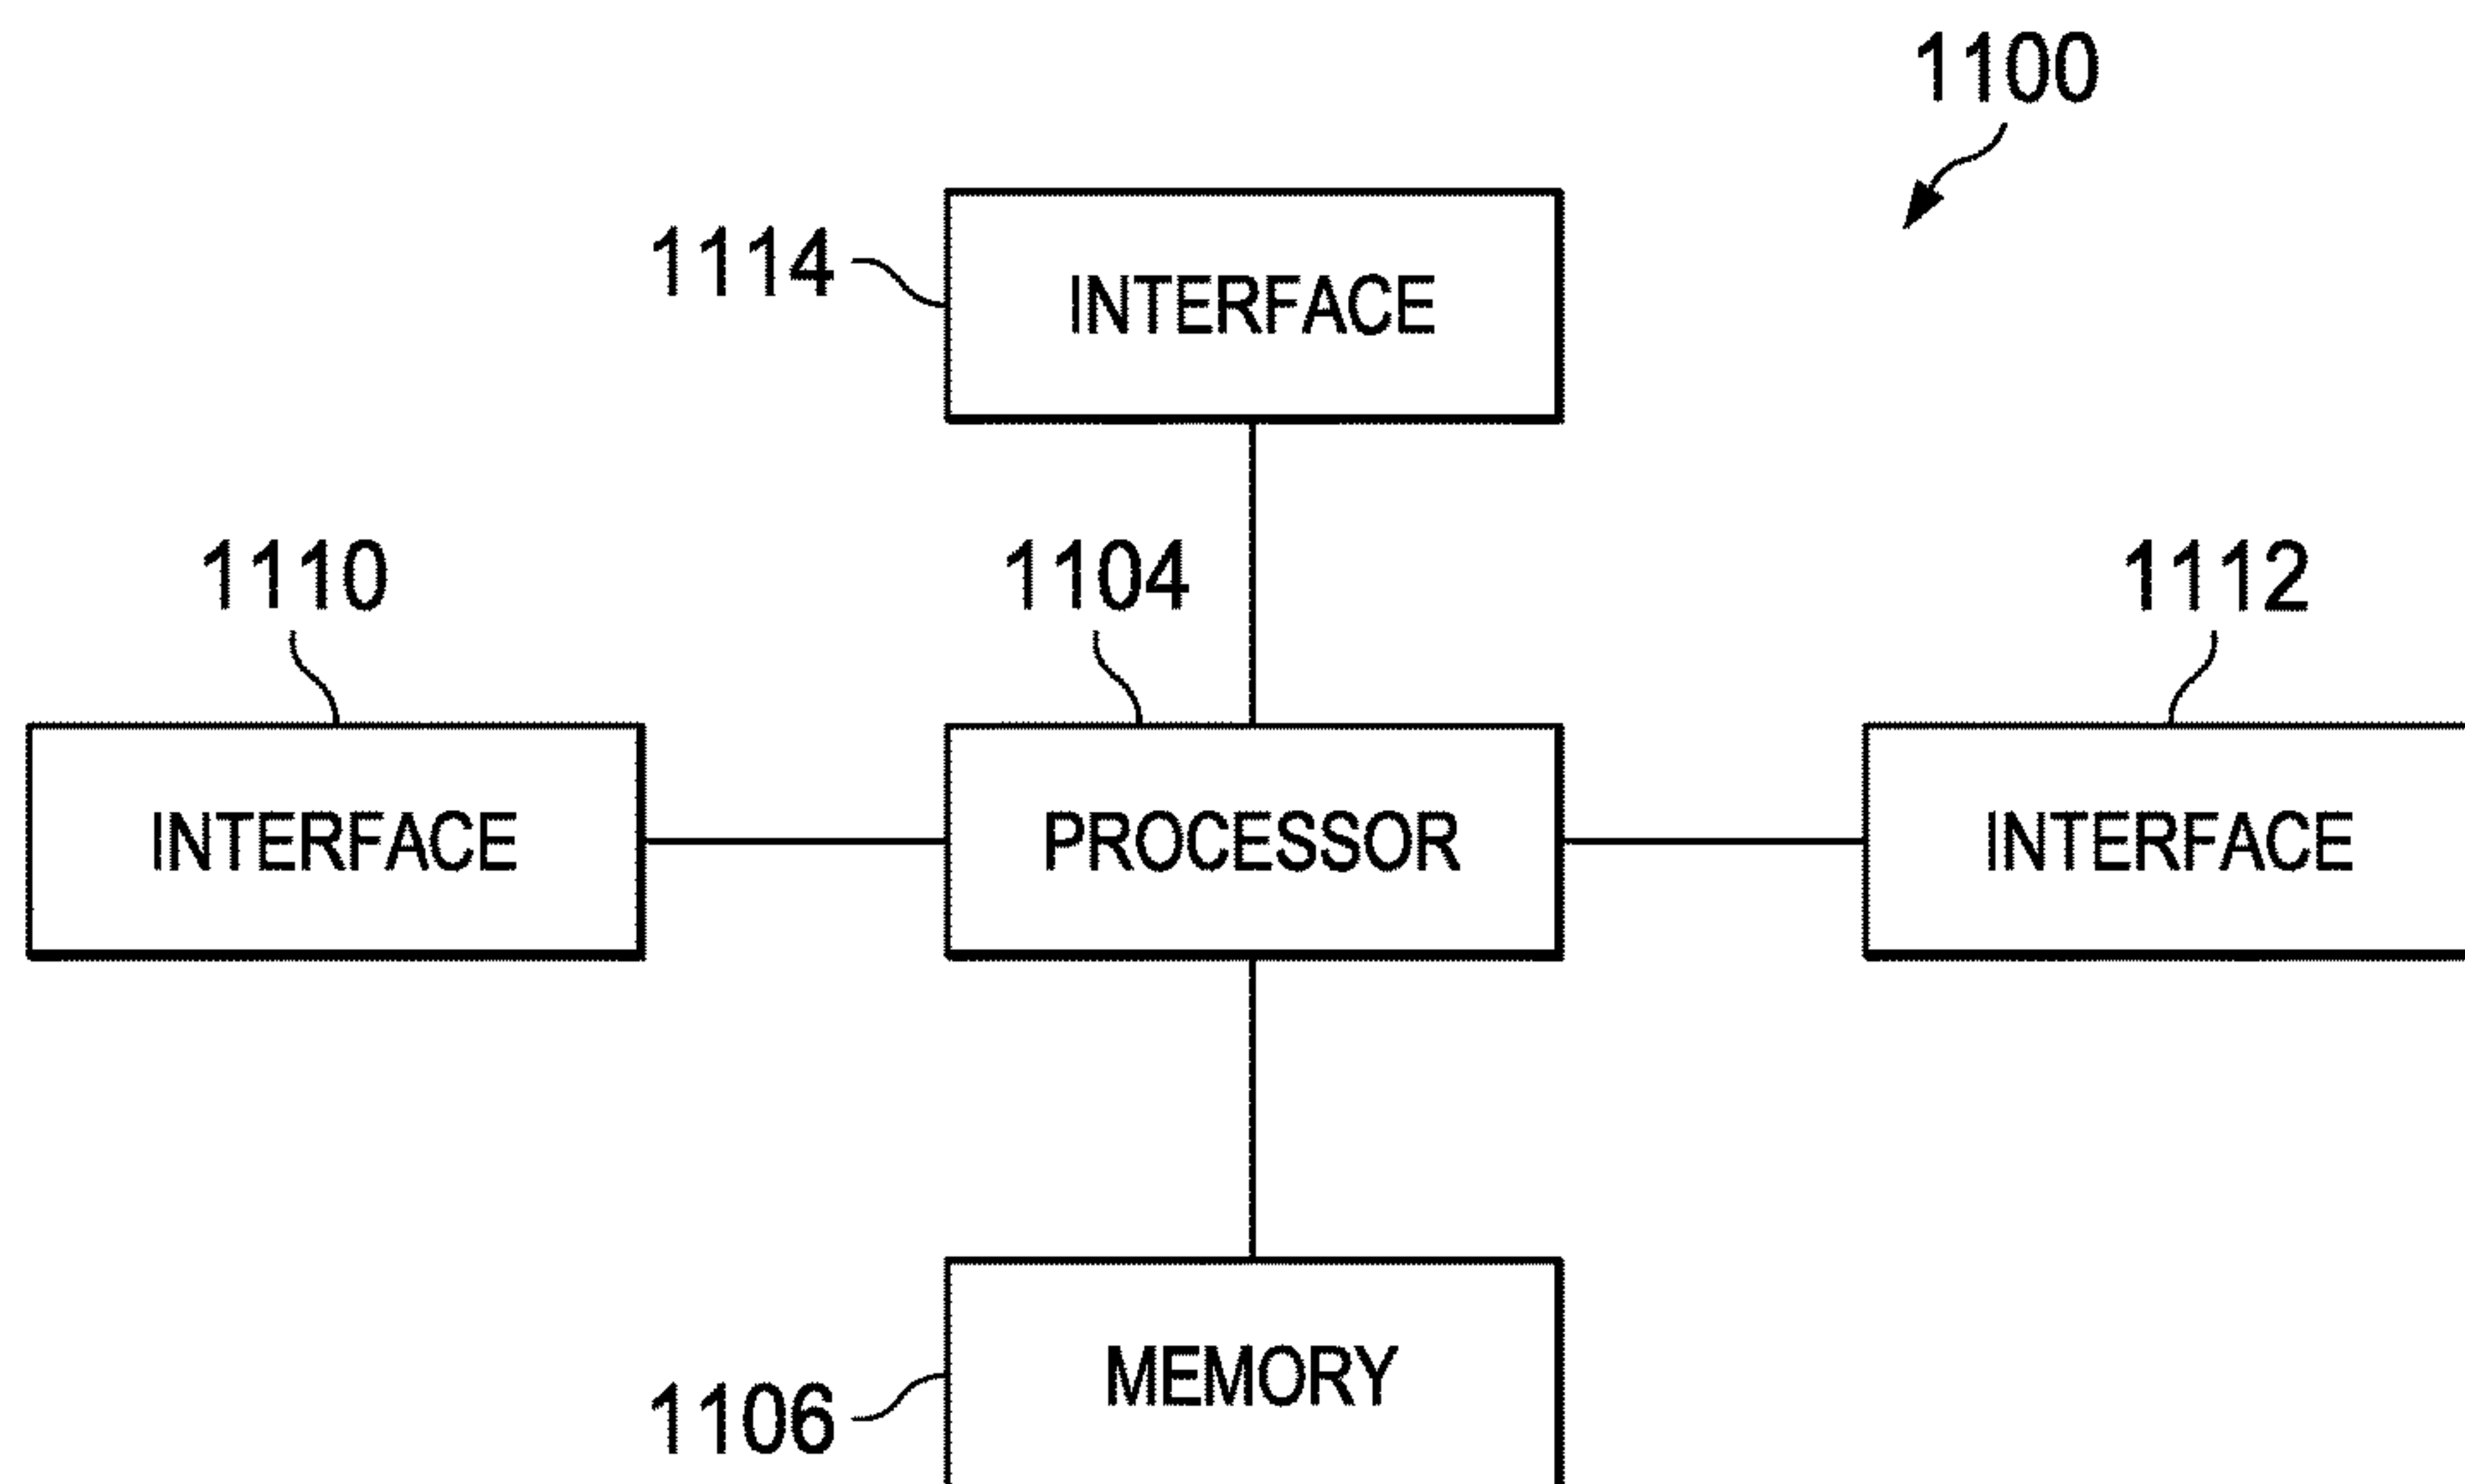 1100
1114
INTERFACE
1110
1104
1112
INTERFACE
PROCESSOR
INTERFACE
MEMORY
1106